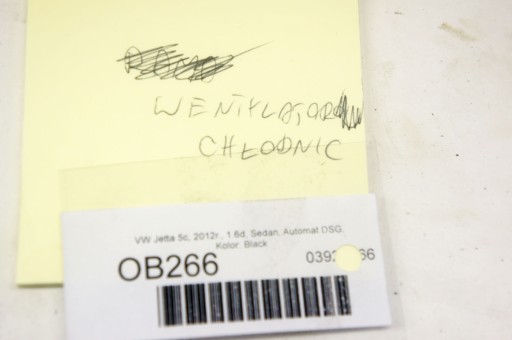 WENTYLATOR
CHŁODNIC
VW Jetta 5c, 2012r., 1.6d, Sedan, Automat DSG,
Kolor: Black
OB266